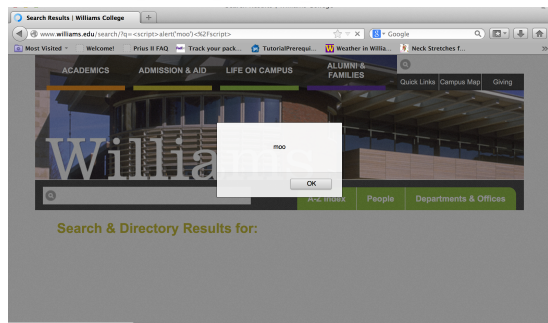 Search Results | Williams College
www.williams.edu/search/?q=<script>alert('moo')<%2Fscript>
Google
Most Visited
Welcome!
Prius II FAQ
Track your pack...
TutorialPrerequi...
Weather in Willia...
Neck Stretches f...
ACADEMICS
ADMISSION & AID
LIFE ON CAMPUS
ALUMNI &
FAMILIES
Quick Links
Campus Map
Giving
Williams
moo
OK
A-Z Index
People
Departments & Offices
Search & Directory Results for: